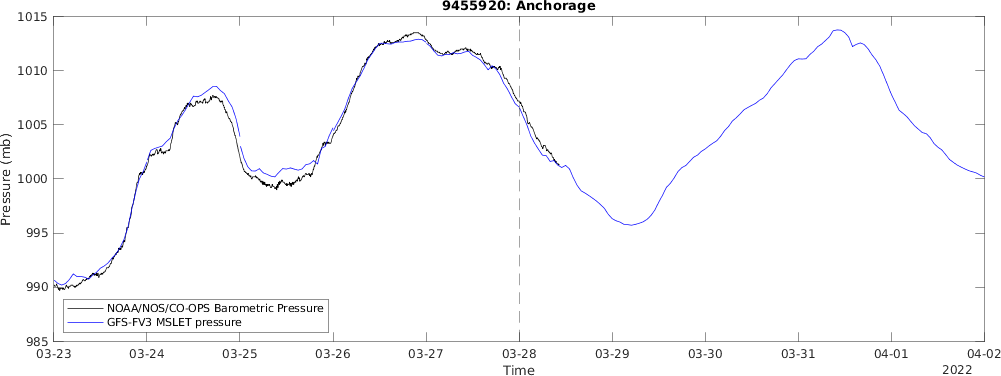 9455920: Anchorage
1015
1010
1005
1000
995
990
985
Pressure (mb)
NOAA/NOS/CO-OPS Barometric Pressure
GFS-FV3 MSLET pressure
03-23 03-24 03-25 03-26 03-27 03-28 03-29 03-30 03-31 04-01 04-02
Time
2022